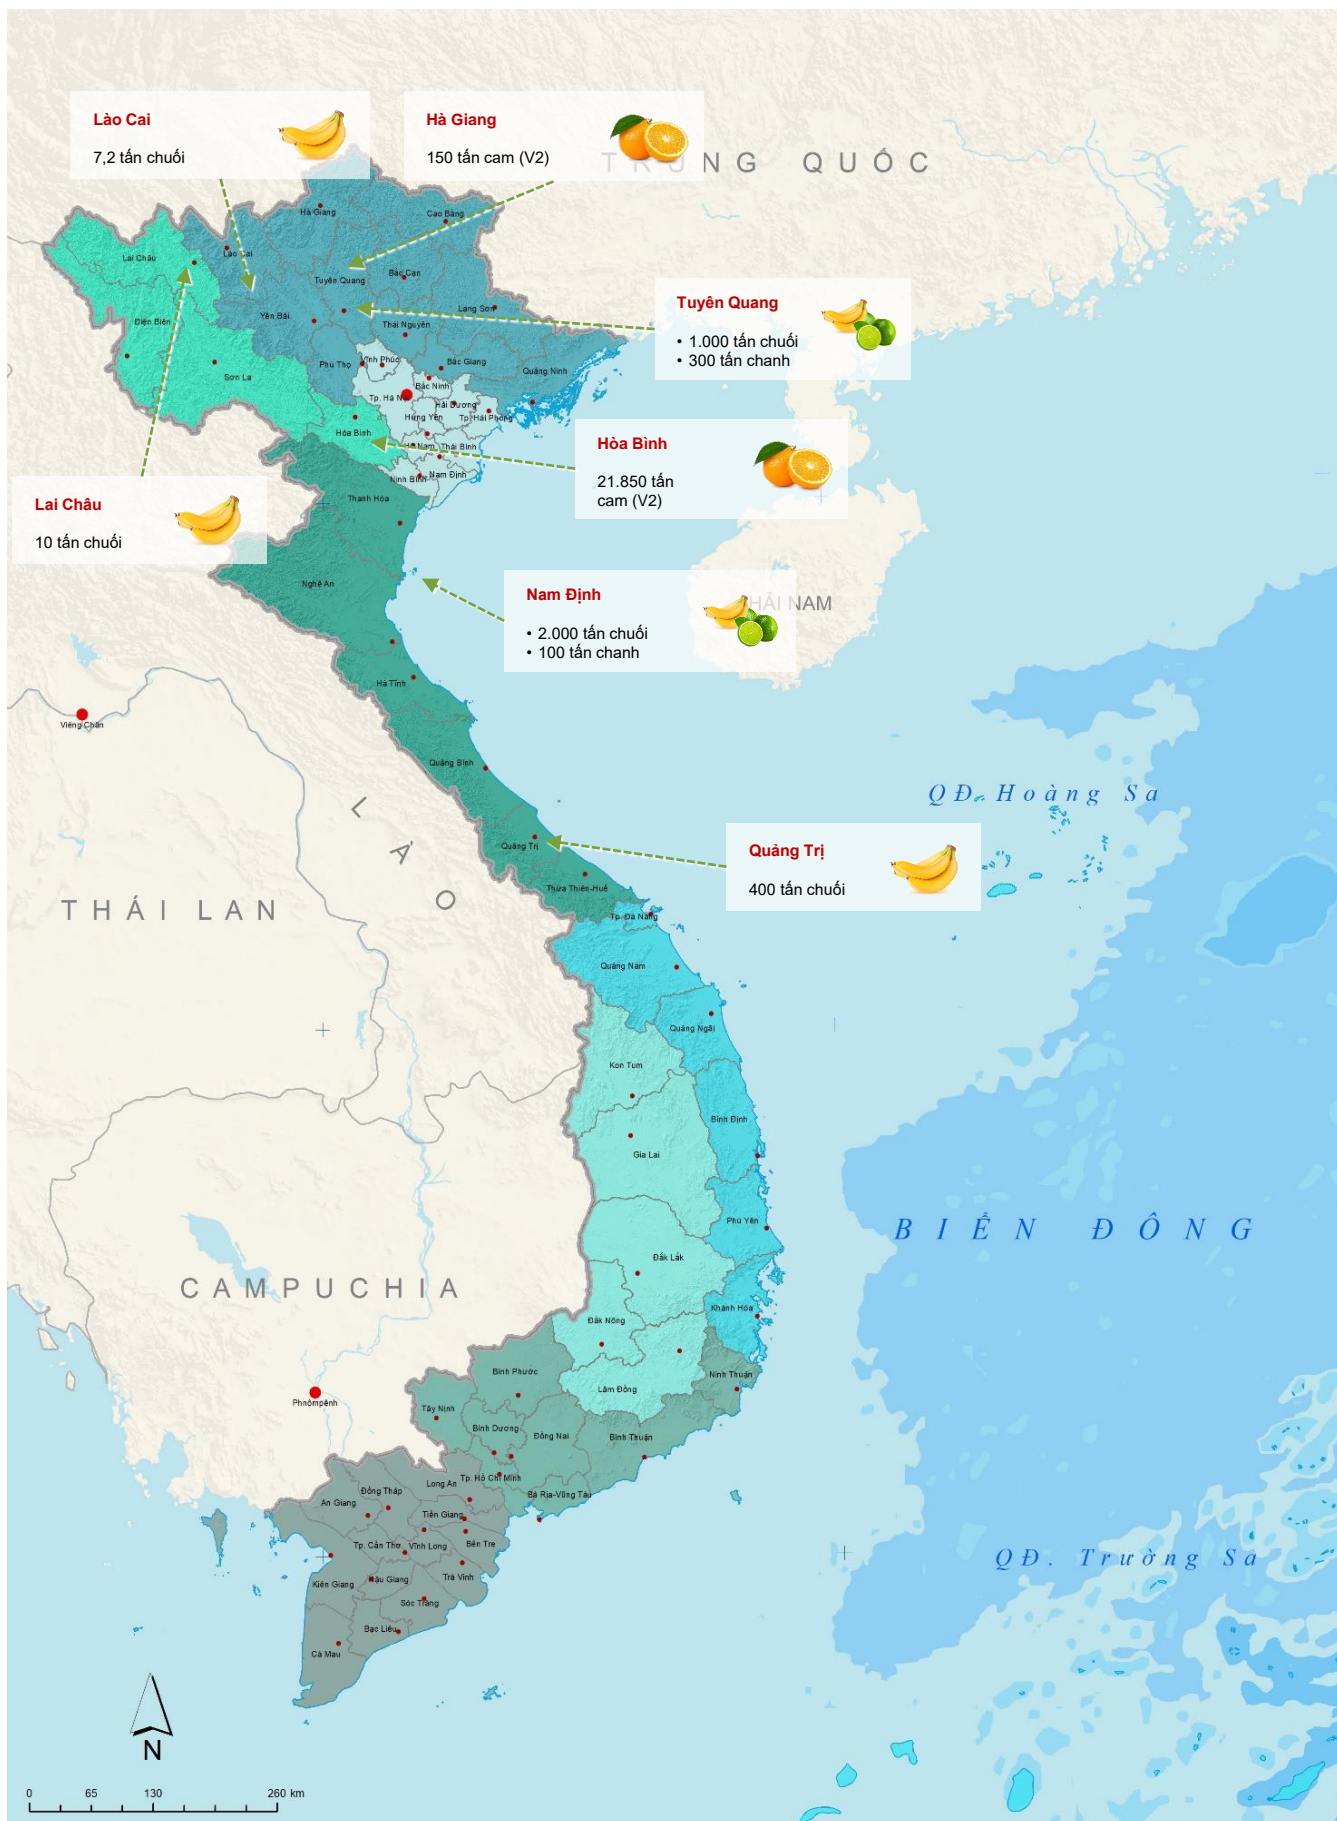 Lào Cai
7,2 tấn chuối
Hà Giang
150 tấn cam (V2)
TRUNG QUỐC
Hà Giang
Cao Bằng
Lai Châu
Lào Cai
Tuyên Quang
Bắc Cạn
Điện Biên
Yên Bái
Lạng Sơn
Thái Nguyên
Tuyên Quang
• 1.000 tấn chuối
• 300 tấn chanh
Sơn La
Phú Thọ
Vĩnh Phúc
Bắc Giang
Quảng Ninh
Bắc Ninh
Tp. Hà Nội
Hải Dương
Hưng Yên
Tp. Hải Phòng
Hòa Bình
Hà Nam
Thái Bình
Ninh Bình
Nam Định
Hòa Bình
21.850 tấn
cam (V2)
Lai Châu
10 tấn chuối
Thanh Hóa
Nghệ An
Nam Định
• 2.000 tấn chuối
• 100 tấn chanh
HẢI NAM
Hà Tĩnh
Viêng Chăn
Quảng Bình
QĐ. Hoàng Sa
LÀO
Quảng Trị
Quảng Trị
400 tấn chuối
Thừa Thiên-Huế
THÁI LAN
Tp. Đà Nẵng
Quảng Nam
Quảng Ngãi
Kon Tum
Bình Định
Gia Lai
Phú Yên
BIỂN ĐÔNG
Đắk Lắk
CAMPUCHIA
Khánh Hòa
Đắk Nông
Bình Phước
Ninh Thuận
Lâm Đồng
Phnômpênh
Tây Ninh
Bình Dương
Đồng Nai
Bình Thuận
Tp. Hồ Chí Minh
Long An
Đồng Tháp
Bà Rịa-Vũng Tàu
An Giang
Tiền Giang
Tp. Cần Thơ
Vĩnh Long
Bến Tre
QĐ. Trường Sa
Kiên Giang
Hậu Giang
Trà Vinh
Sóc Trăng
Bạc Liêu
Cà Mau
N
0 65 130 260 km